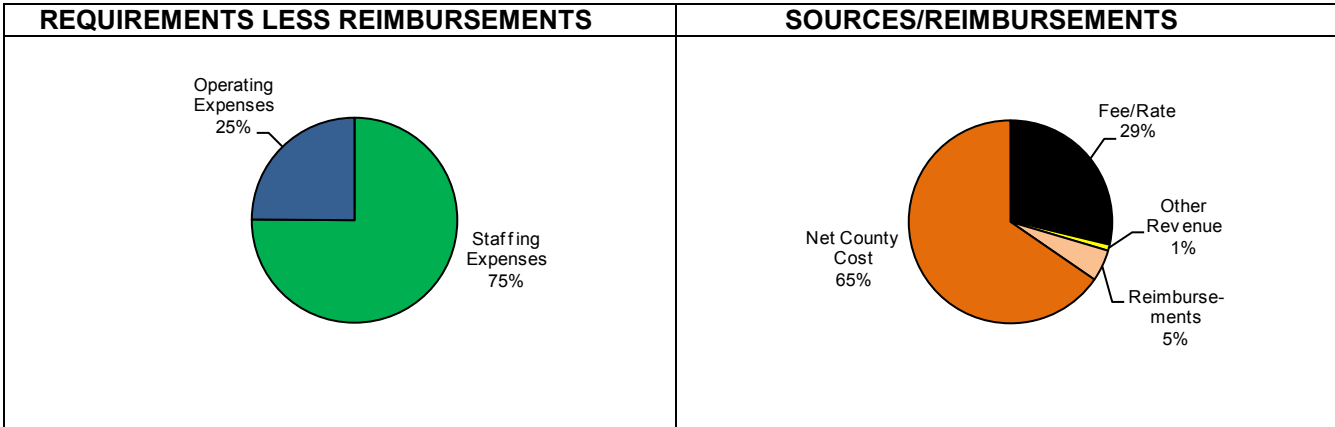 REQUIREMENTS LESS REIMBURSEMENTS
Operating
Expenses
25%
Staffing
Expenses
75%
SOURCES/REIMBURSEMENTS
Fee/Rate
29%
Other
Revenue
1%
Reimburse-
ments
5%
Net County
Cost
65%